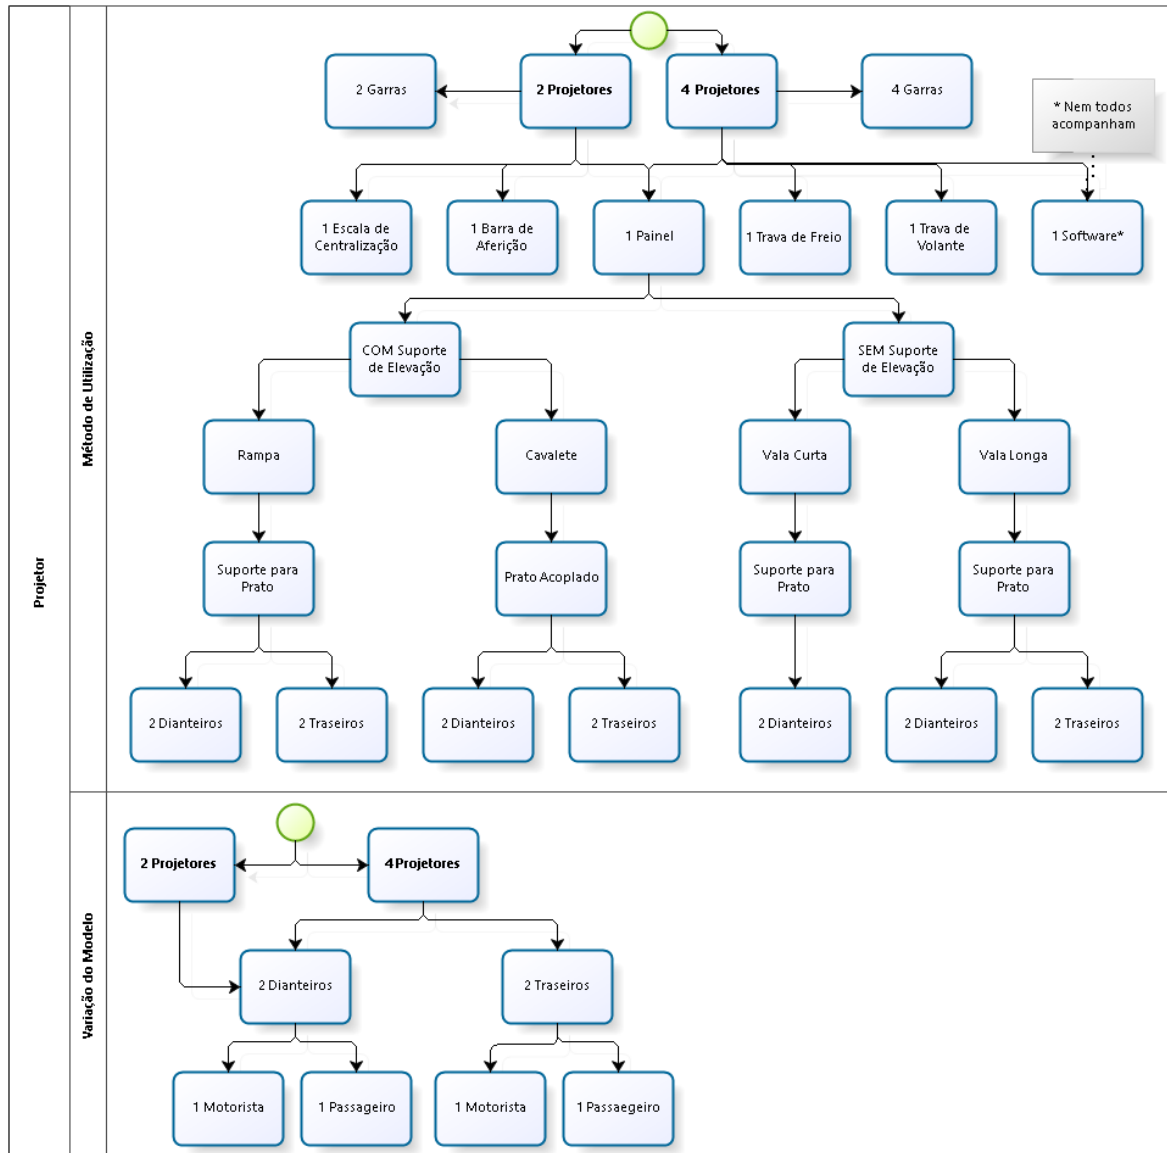 Projetor
Método de Utilização
2 Garras
2 Projetores
4 Projetores
4 Garras
* Nem todos
acompanham
1 Escala de
Centralização
1 Barra de
Aferição
1 Painel
1 Trava de Freio
1 Trava de
Volante
1 Software*
COM Suporte
de Elevação
SEM Suporte
de Elevação
Rampa
Cavalete
Vala Curta
Vala Longa
Suporte para
Prato
Prato Acoplado
Suporte para
Prato
Suporte para
Prato
2 Dianteiros
2 Traseiros
2 Dianteiros
2 Traseiros
2 Dianteiros
2 Dianteiros
2 Traseiros
Variação do Modelo
2 Projetores
4 Projetores
2 Dianteiros
2 Traseiros
1 Motorista
1 Passageiro
1 Motorista
1 Passaegeiro